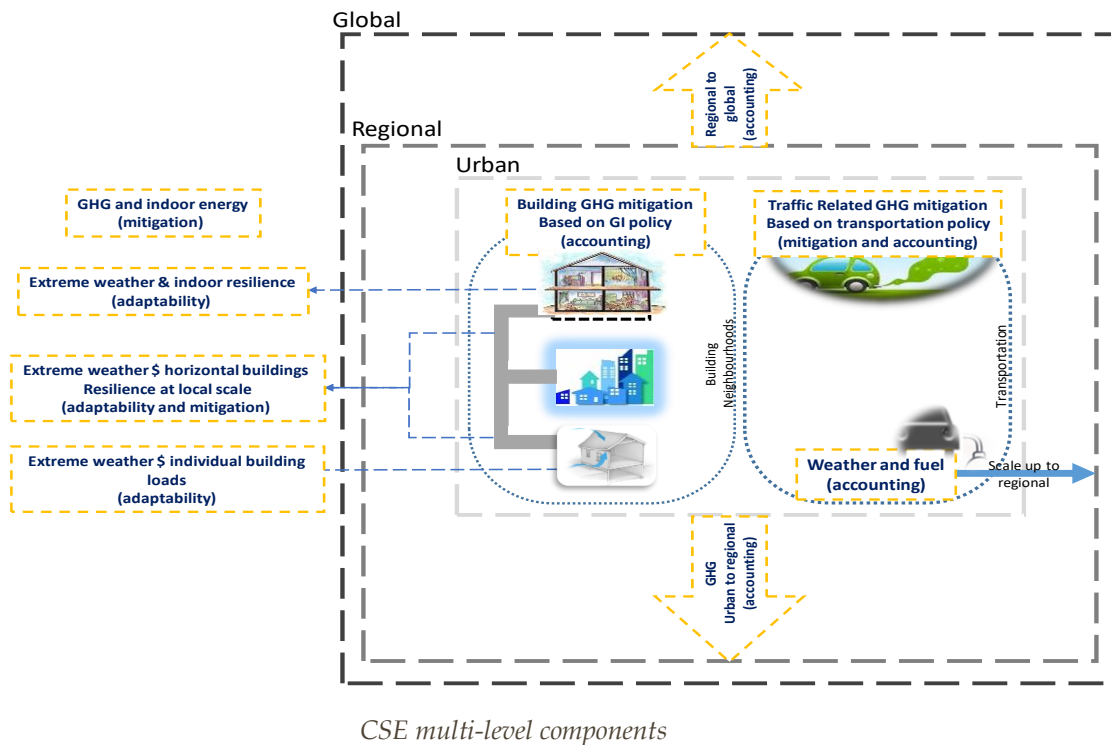 Global
Regional to
global
(accounting)
Regional
Urban
GHG and indoor energy
(mitigation)
Extreme weather & indoor resilience
(adaptability)
Extreme weather $ horizontal buildings
Resilience at local scale
(adaptability and mitigation)
Extreme weather $ individual building
loads
(adaptability)
Building GHG mitigation
Based on GI policy
(accounting)
Traffic Related GHG mitigation
Based on transportation policy
(mitigation and accounting)
Building
Neighbourhoods
Transportation
Weather and fuel
(accounting)
Scale up to
regional
GHG
Urban to regional
(accounting)
CSE multi-level components